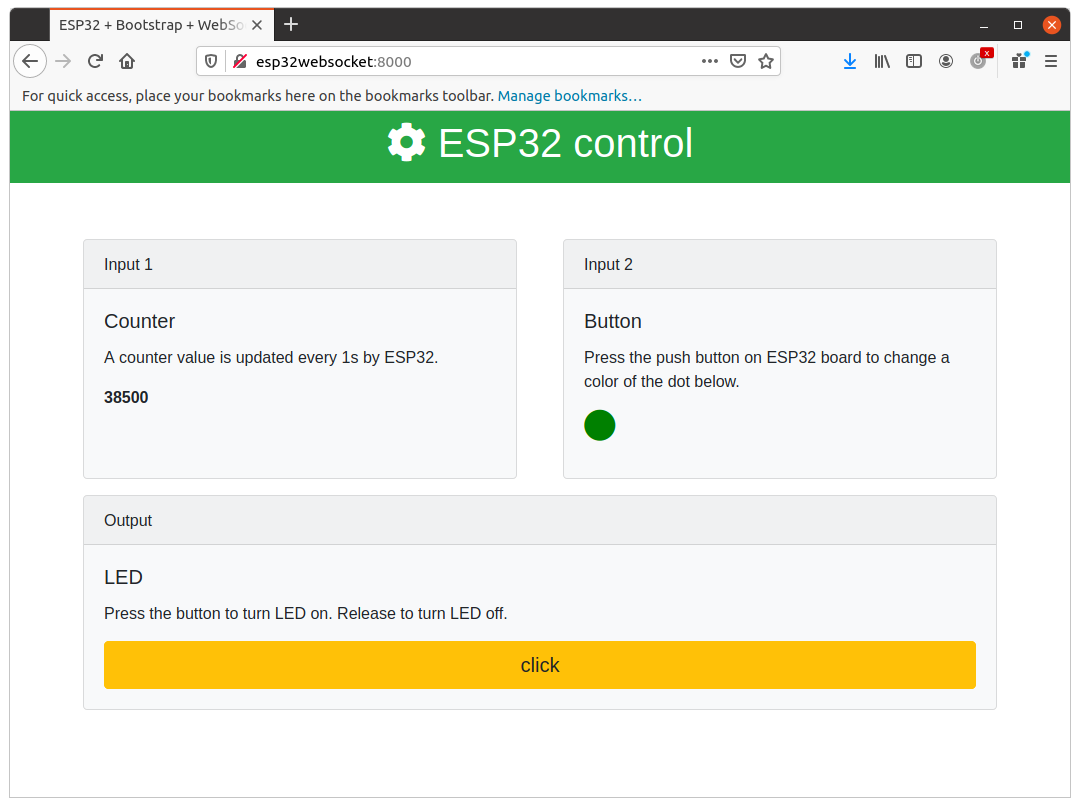 ESP32 + Bootstrap + WebSo
esp32websocket:8000
x
For quick access, place your bookmarks here on the bookmarks toolbar. Manage bookmarks…
ESP32 control
Input 1
Counter
A counter value is updated every 1s by ESP32.
38500
Input 2
Button
Press the push button on ESP32 board to change a
color of the dot below.
Output
LED
Press the button to turn LED on. Release to turn LED off.
click